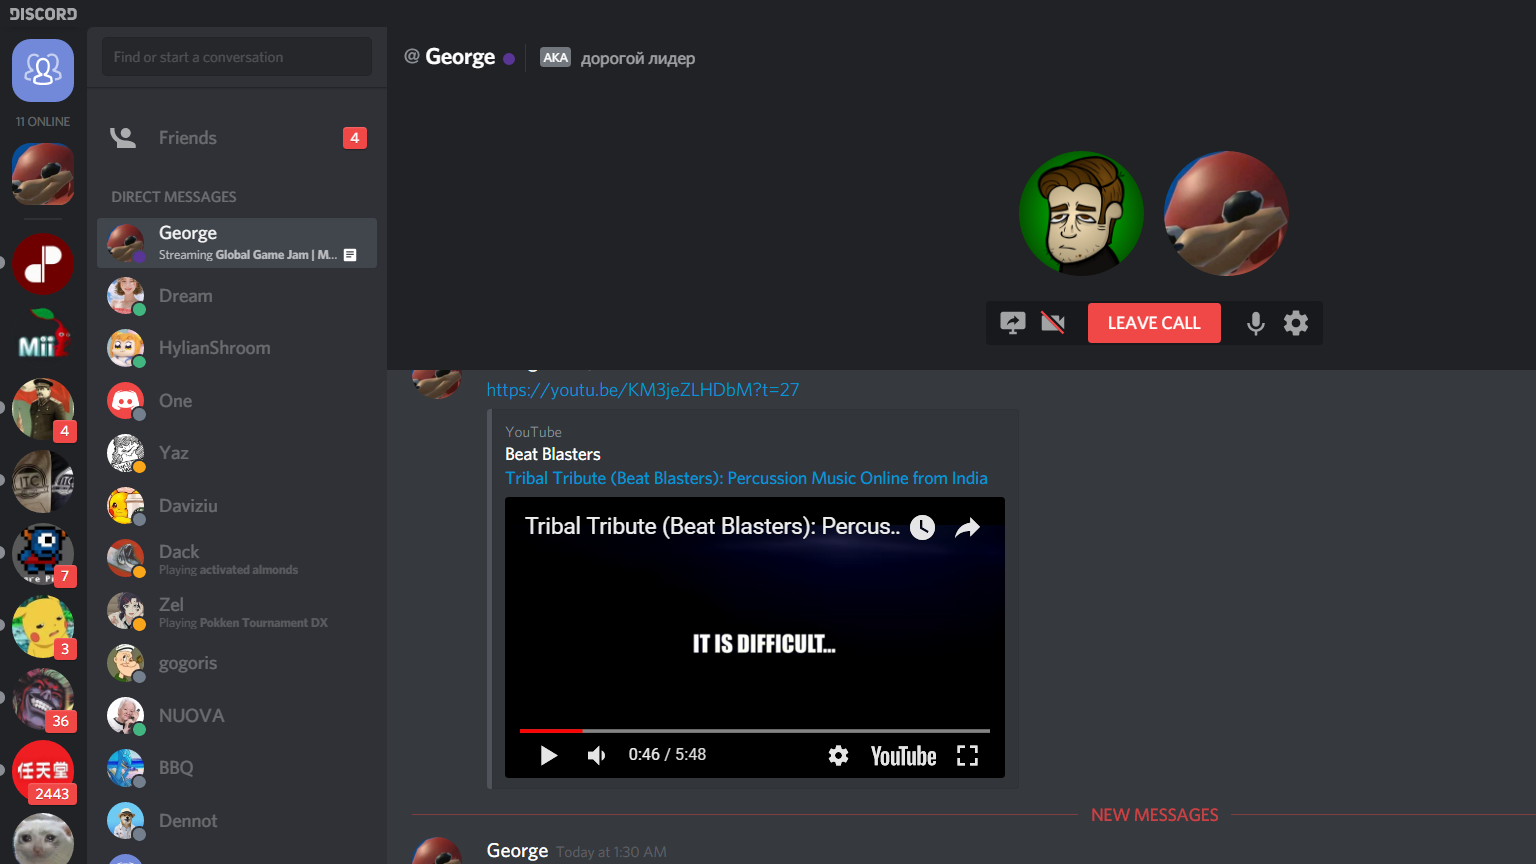 DISCORD
Find or start a conversation
@ George
AKA дорогой лидер
11 ONLINE
Friends
4
DIRECT MESSAGES
George
Streaming Global Game Jam | M...
Dream
HylianShroom
One
Yaz
Daviziu
Dack
Playing activated almonds
Zel
Playing Pokken Tournament DX
gogoris
NUOVA
BBQ
Dennot
Mii
4
ITC
7
3
36
任天堂
2443
LEAVE CALL
https://youtu.be/KM3jeZLHDbM?t=27
YouTube
Beat Blasters
Tribal Tribute (Beat Blasters): Percussion Music Online from India
Tribal Tribute (Beat Blasters): Percus..
IT IS DIFFICULT...
0:46 / 5:48
YouTube
NEW MESSAGES
George Today at 1:30 AM